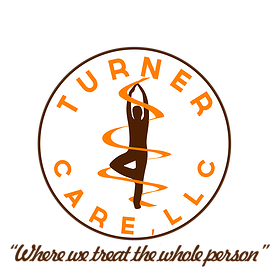 TURNER
CARE, LLC
"Where we treat the whole person"